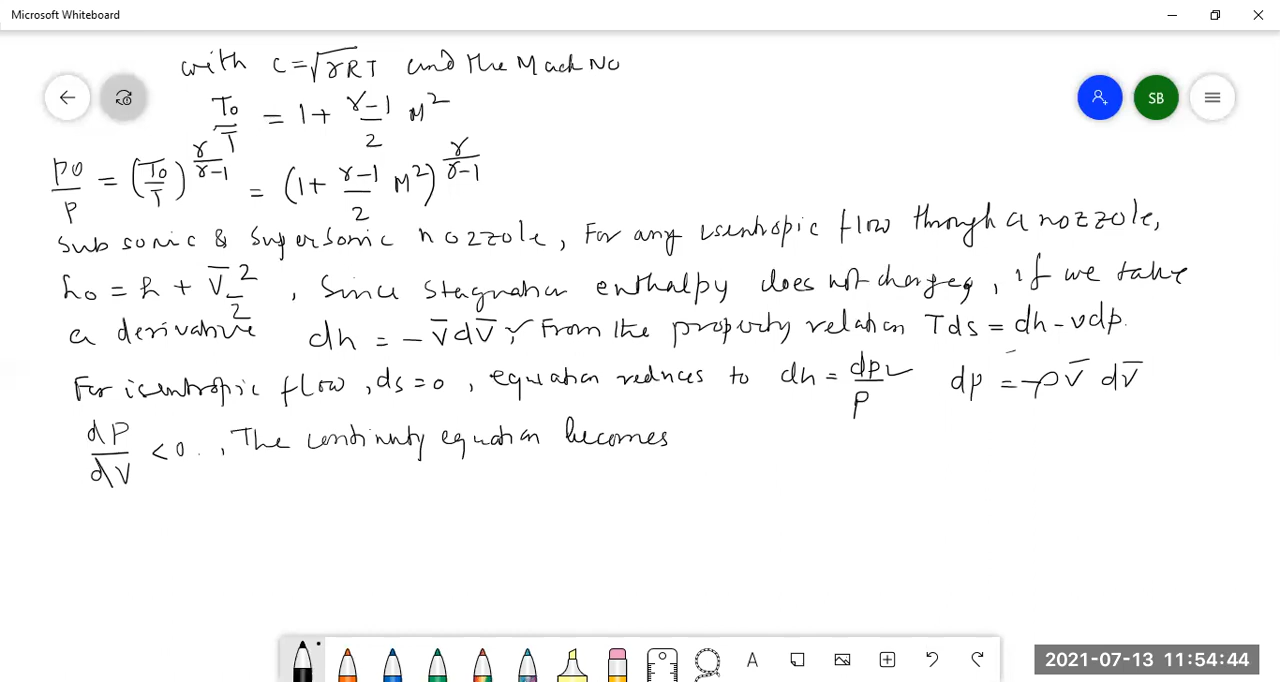 Microsoft Whiteboard
with c = √γRT and the Mach No
T0/T = 1 + (γ-1)/2 M²
p0/p = (T0/T)^(γ/(γ-1)) = (1 + (γ-1)/2 M²)^(γ/(γ-1))
Subsonic & Supersonic nozzole, For any isentropic flow through a nozzole,
h0 = h + V̄²/2 , Since stagnation enthalpy does not changes, if we take
a derivative dh = -V̄dV̄, From the property relation Tds = dh - vdp.
For isentropic flow, ds=0, equation reduces to dh = dp/ρ dp = -ρV̄ dV̄
dP/dV < 0. , The continuity equation becomes
SB
A
2021-07-13 11:54:44